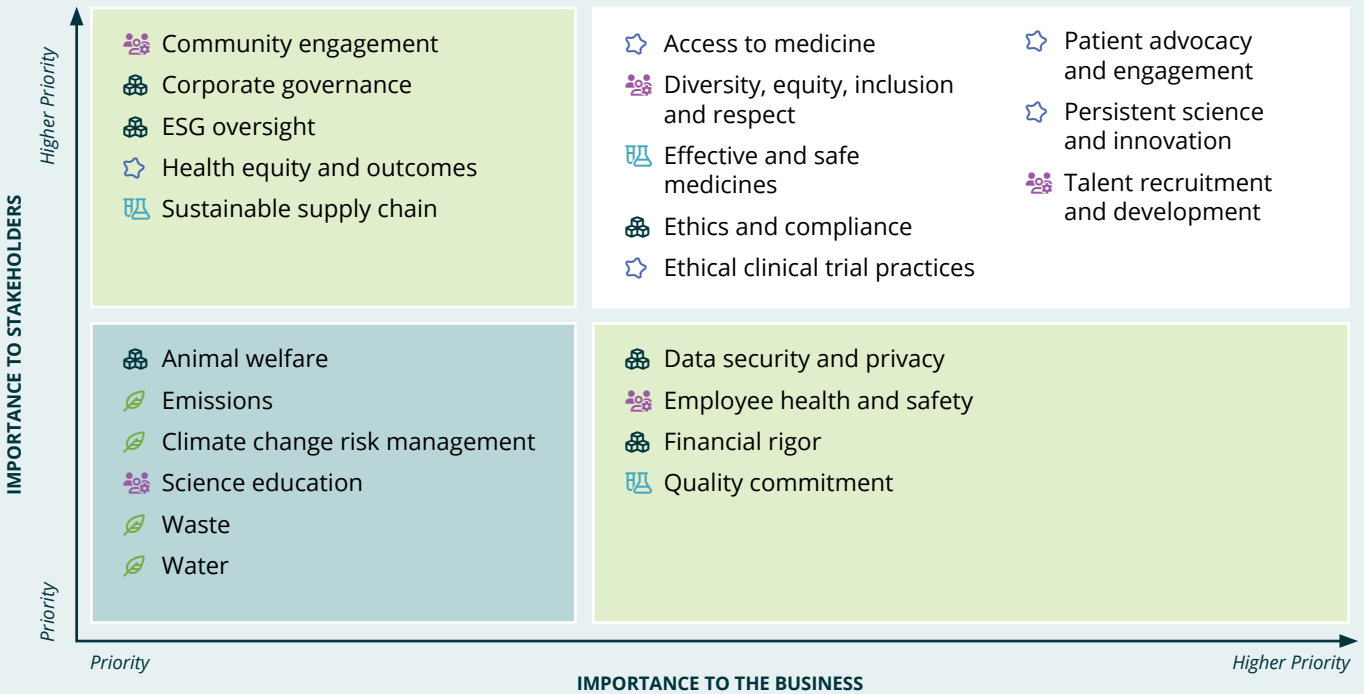 IMPORTANCE TO STAKEHOLDERS
Higher Priority
Priority
Community engagement
Corporate governance
ESG oversight
Health equity and outcomes
Sustainable supply chain
Access to medicine
Diversity, equity, inclusion
and respect
Effective and safe
medicines
Ethics and compliance
Ethical clinical trial practices
Patient advocacy
and engagement
Persistent science
and innovation
Talent recruitment
and development
Animal welfare
Emissions
Climate change risk management
Science education
Waste
Water
Data security and privacy
Employee health and safety
Financial rigor
Quality commitment
Priority
Higher Priority
IMPORTANCE TO THE BUSINESS